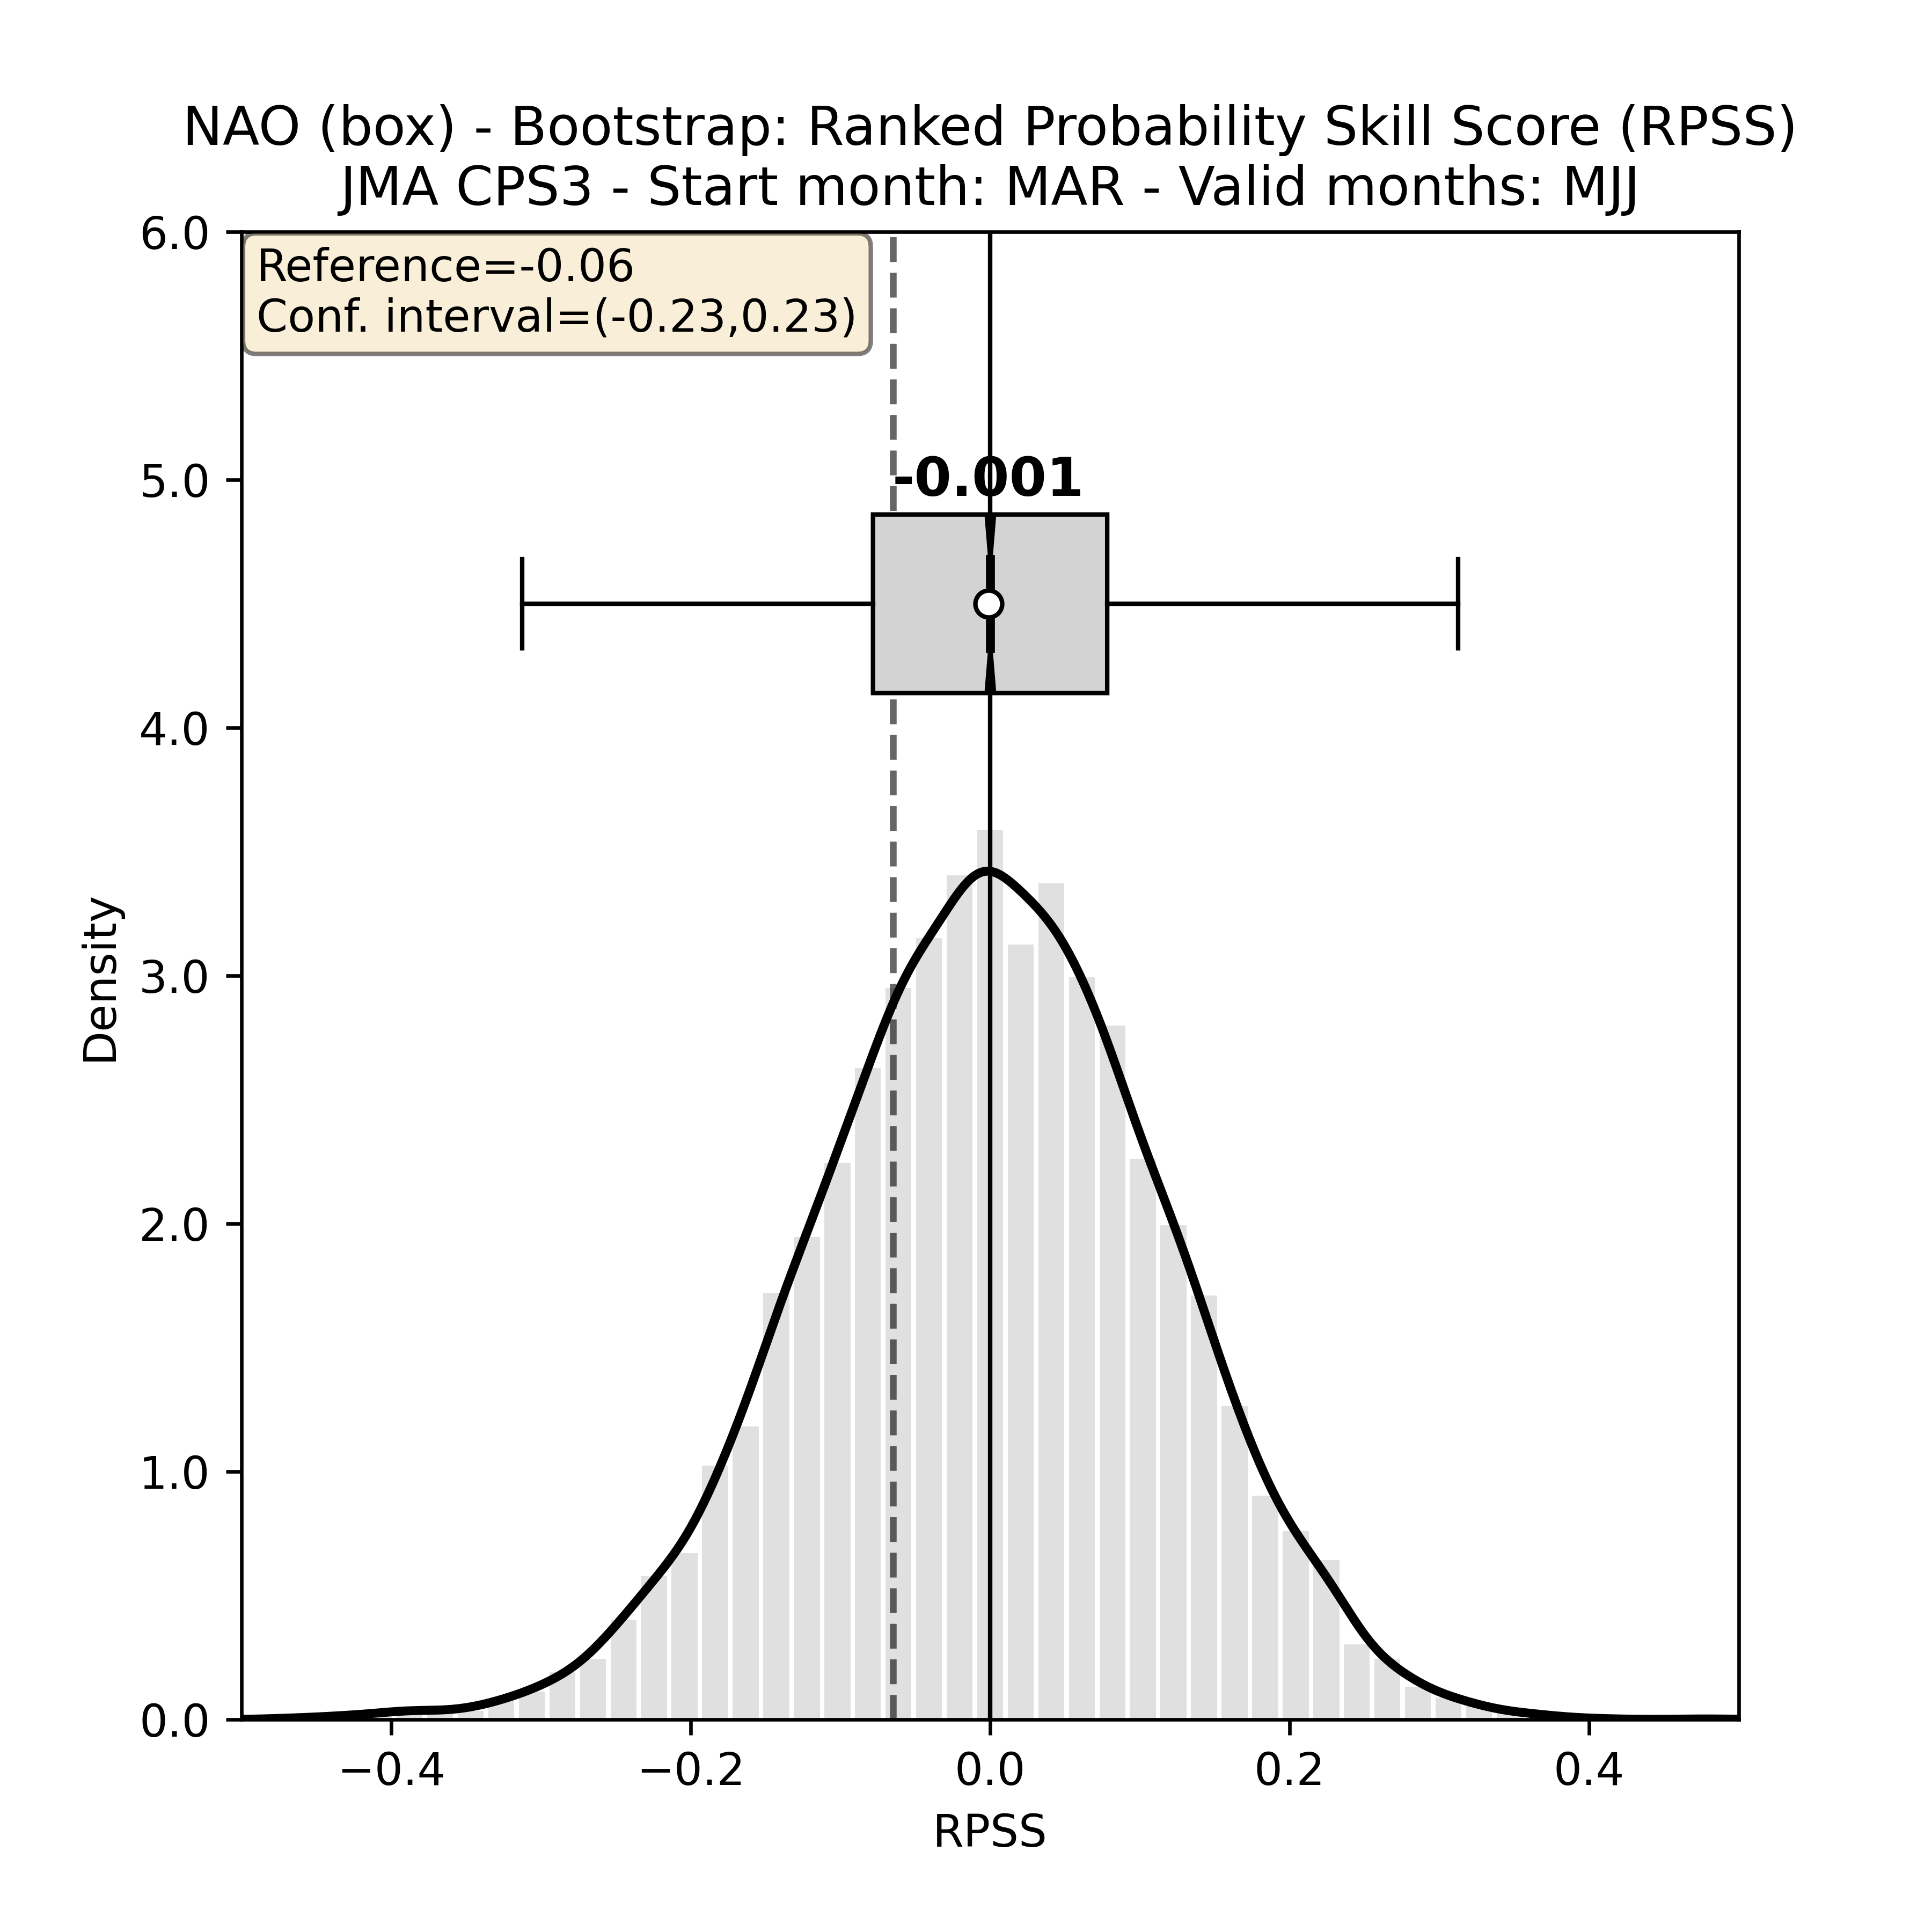 NAO (box) - Bootstrap: Ranked Probability Skill Score (RPSS)
JMA CPS3 - Start month: MAR - Valid months: MJJ
Reference=-0.06
Conf. interval=(-0.23,0.23)
-0.001
6.0
5.0
4.0
3.0
2.0
1.0
0.0
Density
−0.4 −0.2 0.0 0.2 0.4
RPSS